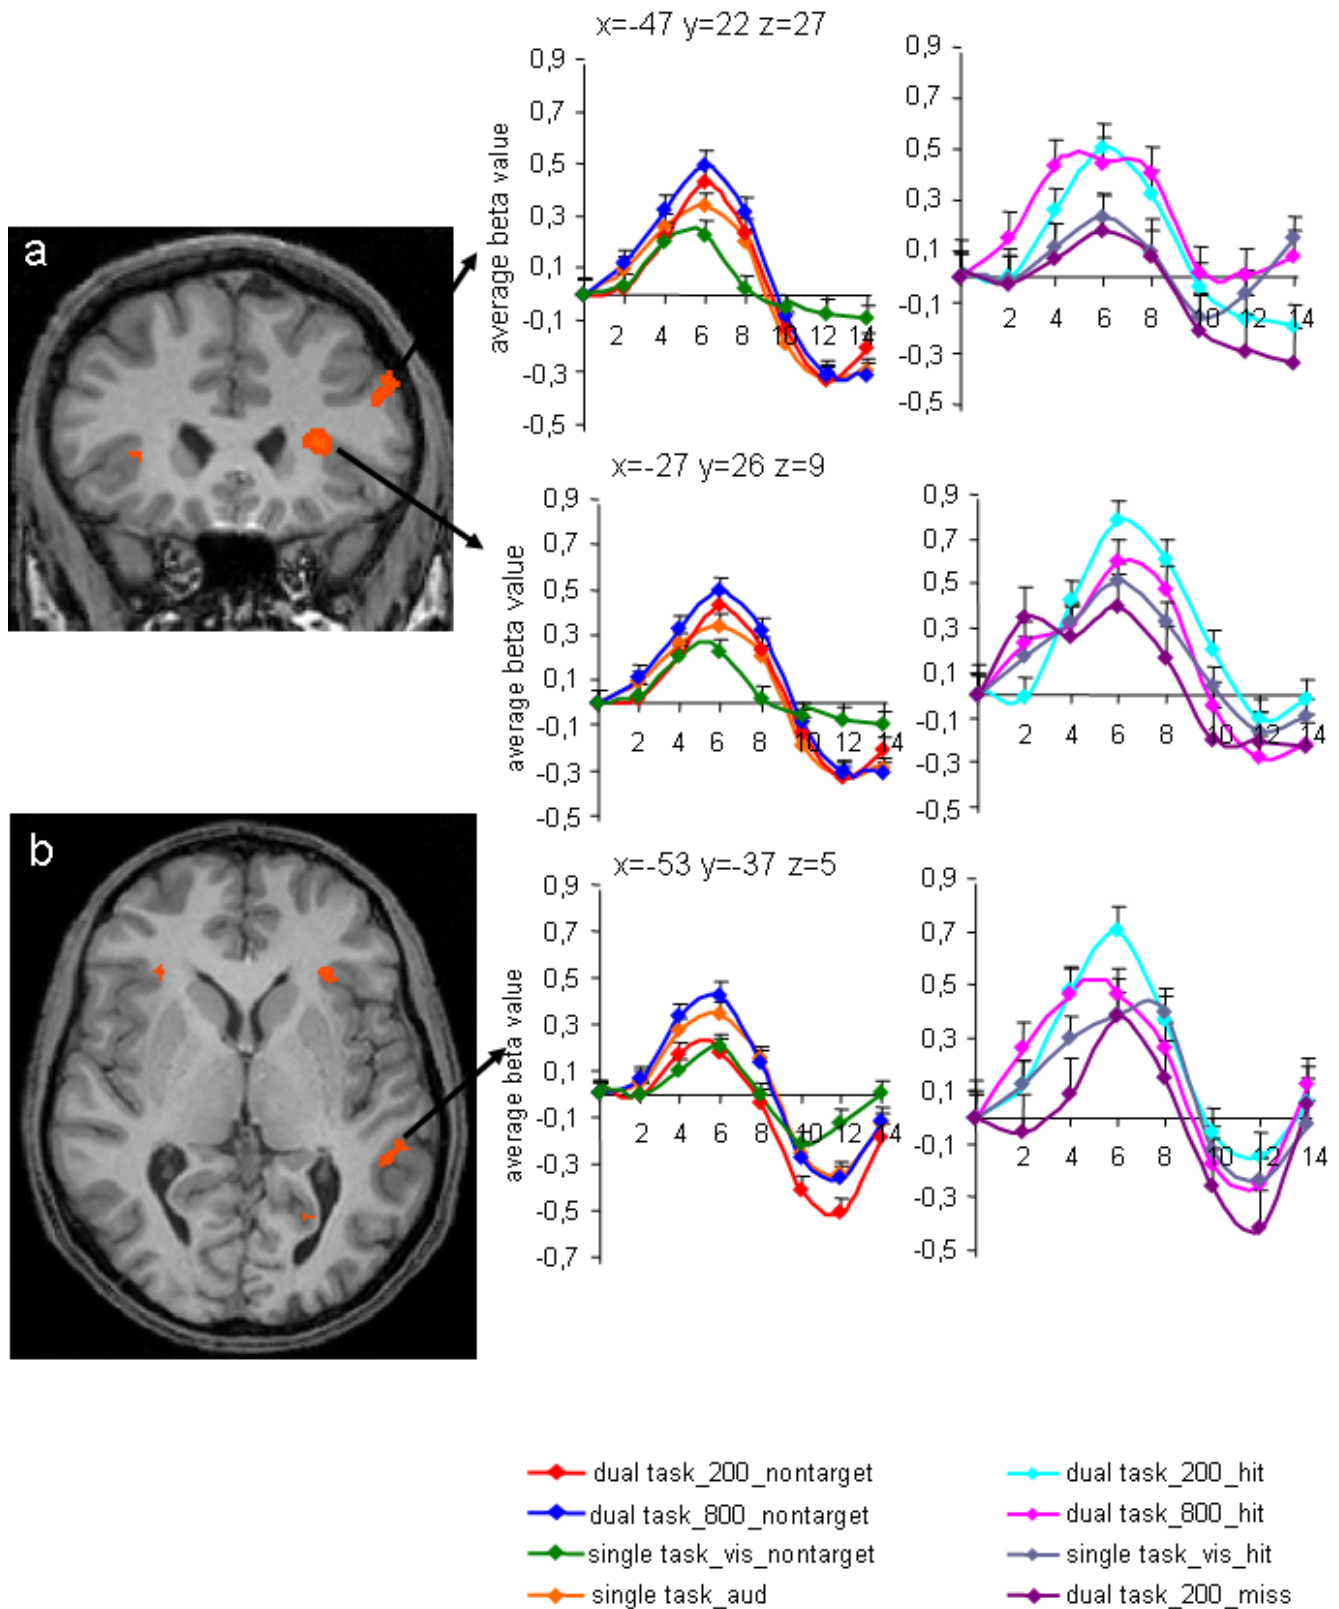 x=-47 y=22 z=27
0,9
0,7
0,5
0,3
0,1
-0,1
-0,3
-0,5
average beta value
2 4 6 8 10 12 14
0,9
0,7
0,5
0,3
0,1
-0,1
-0,3
-0,5
2 4 6 8 10 12 14
a
x=-27 y=26 z=9
0,9
0,7
0,5
0,3
0,1
-0,1
-0,3
-0,5
average beta value
2 4 6 8 10 12 14
0,9
0,7
0,5
0,3
0,1
-0,1
-0,3
-0,5
2 4 6 8 10 12 14
b
x=-53 y=-37 z=5
0,9
0,7
0,5
0,3
0,1
-0,1
-0,3
-0,5
-0,7
average beta value
2 4 6 8 10 12 14
0,9
0,7
0,5
0,3
0,1
-0,1
-0,3
-0,5
2 4 6 8 10 12 14
dual task_200_nontarget
dual task_800_nontarget
single task_vis_nontarget
single task_aud
dual task_200_hit
dual task_800_hit
single task_vis_hit
dual task_200_miss